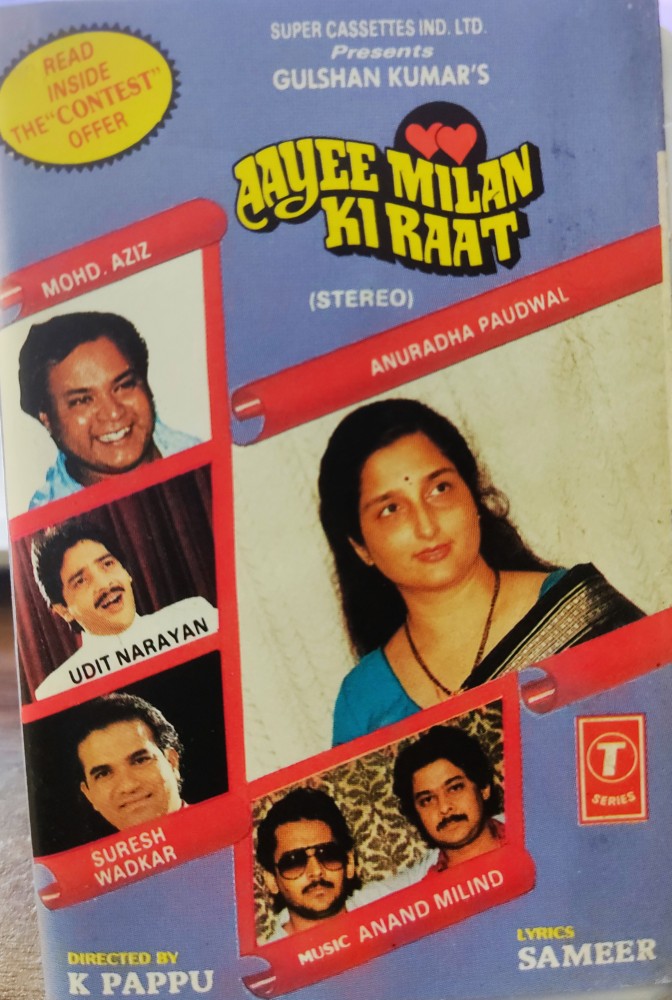 SUPER CASSETTES IND. LTD.
Presents
GULSHAN KUMAR'S
READ
INSIDE
THE "CONTEST"
OFFER
AAYEE MILAN
KI RAAT
(STEREO)
MOHD. AZIZ
ANURADHA PAUDWAL
UDIT NARAYAN
SURESH
WADKAR
T
SERIES
MUSIC ANAND MILIND
DIRECTED BY
K PAPPU
LYRICS
SAMEER